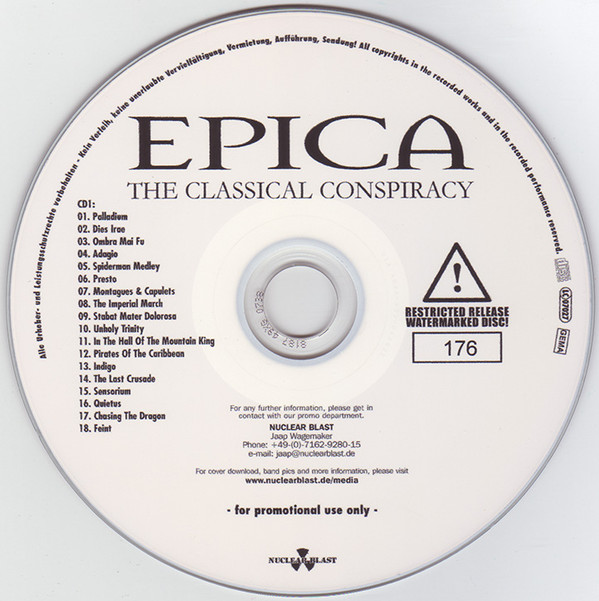 Alle Urheber- und Leistungsschutzrechte vorbehalten - Kein Verleih, keine unerlaubte Vervielfältigung, Vermietung, Aufführung, Sendung! All copyrights in the recorded works and in the recorded performance reserved.
EPICA
THE CLASSICAL CONSPIRACY
CD1:
01. Palladium
02. Dies Irae
03. Ombra Mai Fu
04. Adagio
05. Spiderman Medley
06. Presto
07. Montagues & Capulets
08. The Imperial March
09. Stabat Mater Dolorosa
10. Unholy Trinity
11. In The Hall Of The Mountain King
12. Pirates Of The Caribbean
13. Indigo
14. The Last Crusade
15. Sensorium
16. Quietus
17. Chasing The Dragon
18. Feint
!
RESTRICTED RELEASE
WATERMARKED DISC!
176
LC 07027
GEMA
For any further information, please get in
contact with our promo department.
NUCLEAR BLAST
Jaap Wagemaker
Phone: +49-(0)-7162-9280-15
e-mail: jaap@nuclearblast.de
For cover download, band pics and more information, please visit
www.nuclearblast.de/media
- for promotional use only -
NUCLEAR BLAST